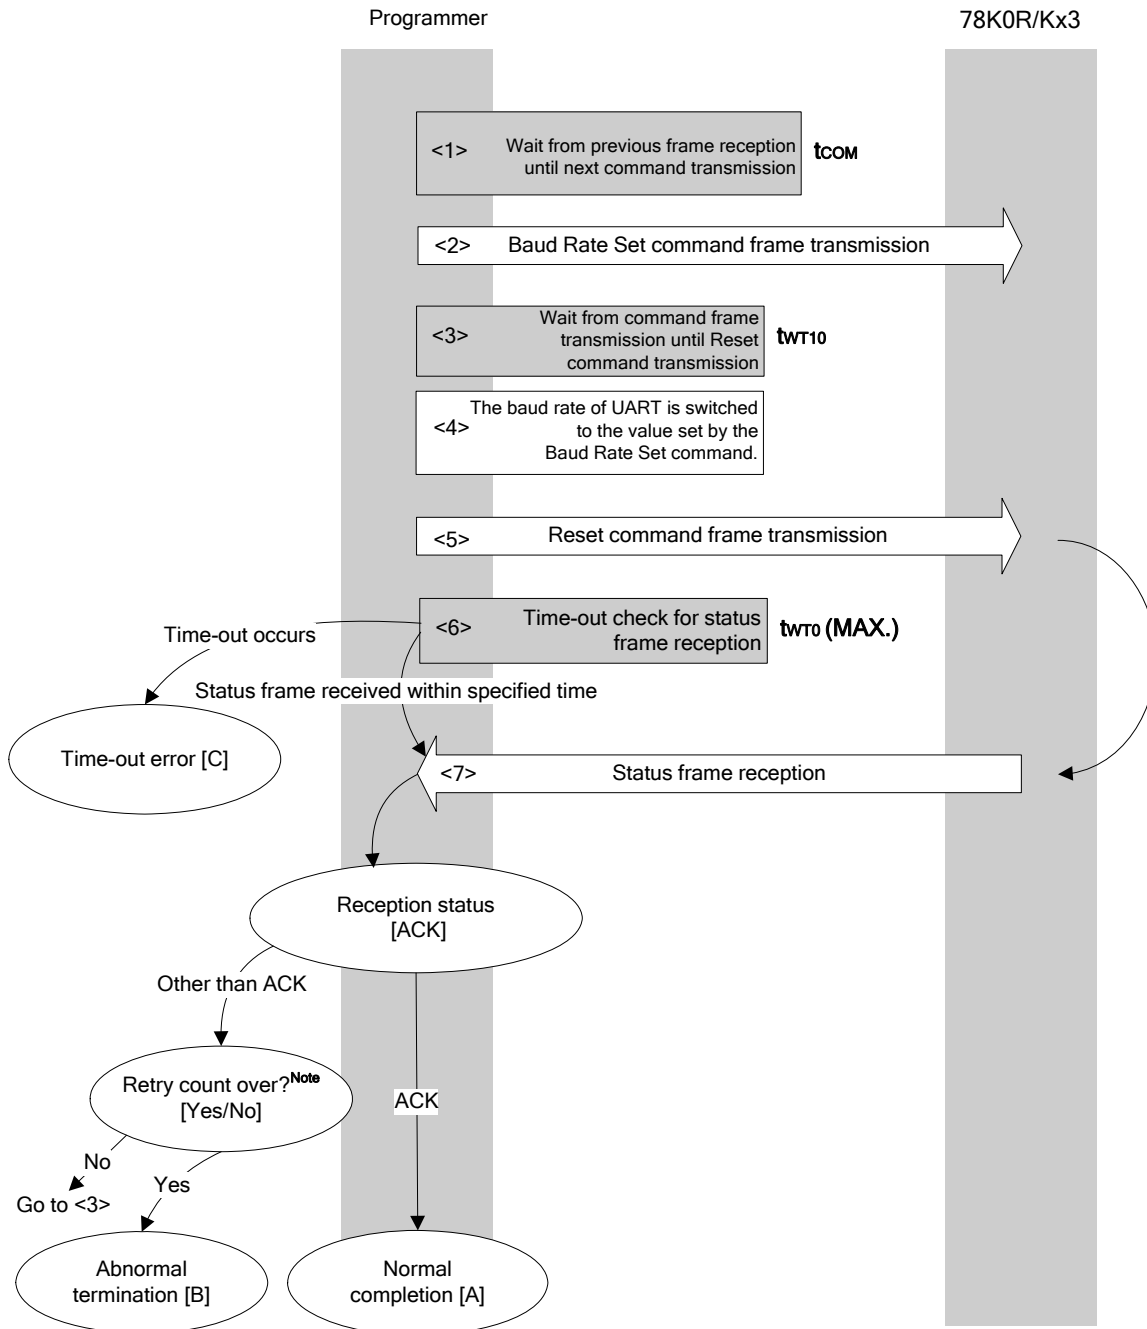 Programmer
78K0R/Kx3
<1>
Wait from previous frame reception
until next command transmission
tCOM
<2>
Baud Rate Set command frame transmission
<3>
Wait from command frame
transmission until Reset
command transmission
tWT10
<4>
The baud rate of UART is switched
to the value set by the
Baud Rate Set command.
<5>
Reset command frame transmission
<6>
Time-out check for status
frame reception
tWT0 (MAX.)
Time-out occurs
Status frame received within specified time
Time-out error [C]
<7>
Status frame reception
Reception status
[ACK]
Other than ACK
Retry count over?Note
[Yes/No]
ACK
No
Yes
Go to <3>
Abnormal
termination [B]
Normal
completion [A]